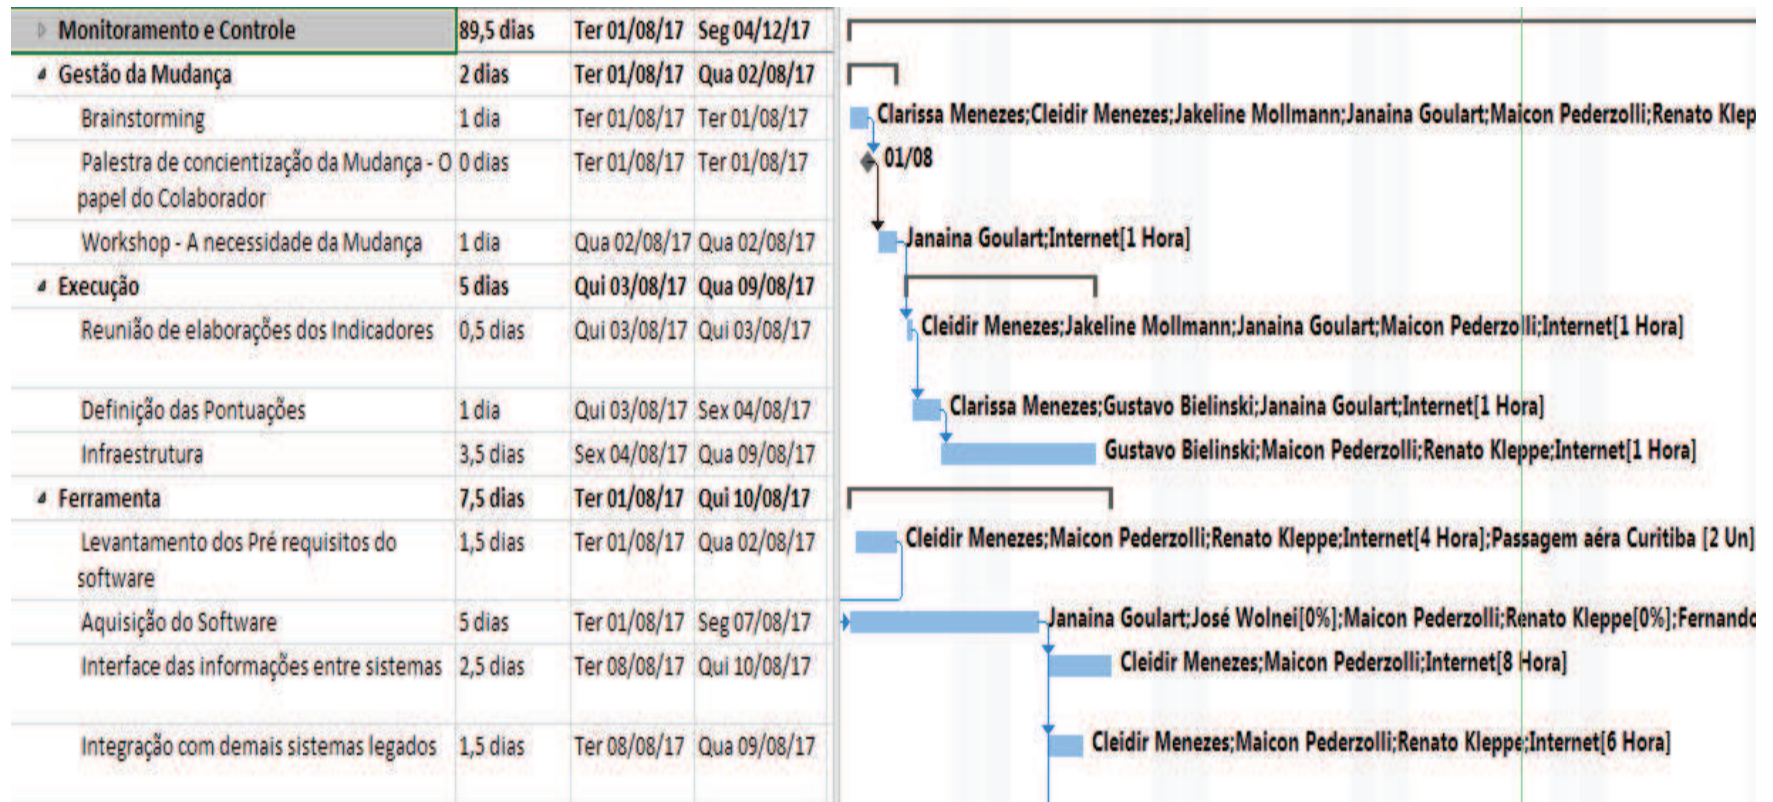 Monitoramento e Controle 89,5 dias Ter 01/08/17 Seg 04/12/17
Gestão da Mudança 2 dias Ter 01/08/17 Qua 02/08/17
Brainstorming 1 dia Ter 01/08/17 Ter 01/08/17 Clarissa Menezes;Cleidir Menezes;Jakeline Mollmann;Janaina Goulart;Maicon Pederzolli;Renato Klep
Palestra de concientização da Mudança - O 0 dias Ter 01/08/17 Ter 01/08/17 01/08
papel do Colaborador
Workshop - A necessidade da Mudança 1 dia Qua 02/08/17 Qua 02/08/17 Janaina Goulart;Internet[1 Hora]
Execução 5 dias Qui 03/08/17 Qua 09/08/17
Reunião de elaborações dos Indicadores 0,5 dias Qui 03/08/17 Qui 03/08/17 Cleidir Menezes;Jakeline Mollmann;Janaina Goulart;Maicon Pederzolli;Internet[1 Hora]
Definição das Pontuações 1 dia Qui 03/08/17 Sex 04/08/17 Clarissa Menezes;Gustavo Bielinski;Janaina Goulart;Internet[1 Hora]
Infraestrutura 3,5 dias Sex 04/08/17 Qua 09/08/17 Gustavo Bielinski;Maicon Pederzolli;Renato Kleppe;Internet[1 Hora]
Ferramenta 7,5 dias Ter 01/08/17 Qui 10/08/17
Levantamento dos Pré requisitos do 1,5 dias Ter 01/08/17 Qua 02/08/17 Cleidir Menezes;Maicon Pederzolli;Renato Kleppe;Internet[4 Hora];Passagem aéra Curitiba [2 Un]
software
Aquisição do Software 5 dias Ter 01/08/17 Seg 07/08/17 Janaina Goulart;José Wolnei[0%];Maicon Pederzolli;Renato Kleppe[0%];Fernando
Interface das informações entre sistemas 2,5 dias Ter 08/08/17 Qui 10/08/17 Cleidir Menezes;Maicon Pederzolli;Internet[8 Hora]
Integração com demais sistemas legados 1,5 dias Ter 08/08/17 Qua 09/08/17 Cleidir Menezes;Maicon Pederzolli;Renato Kleppe;Internet[6 Hora]